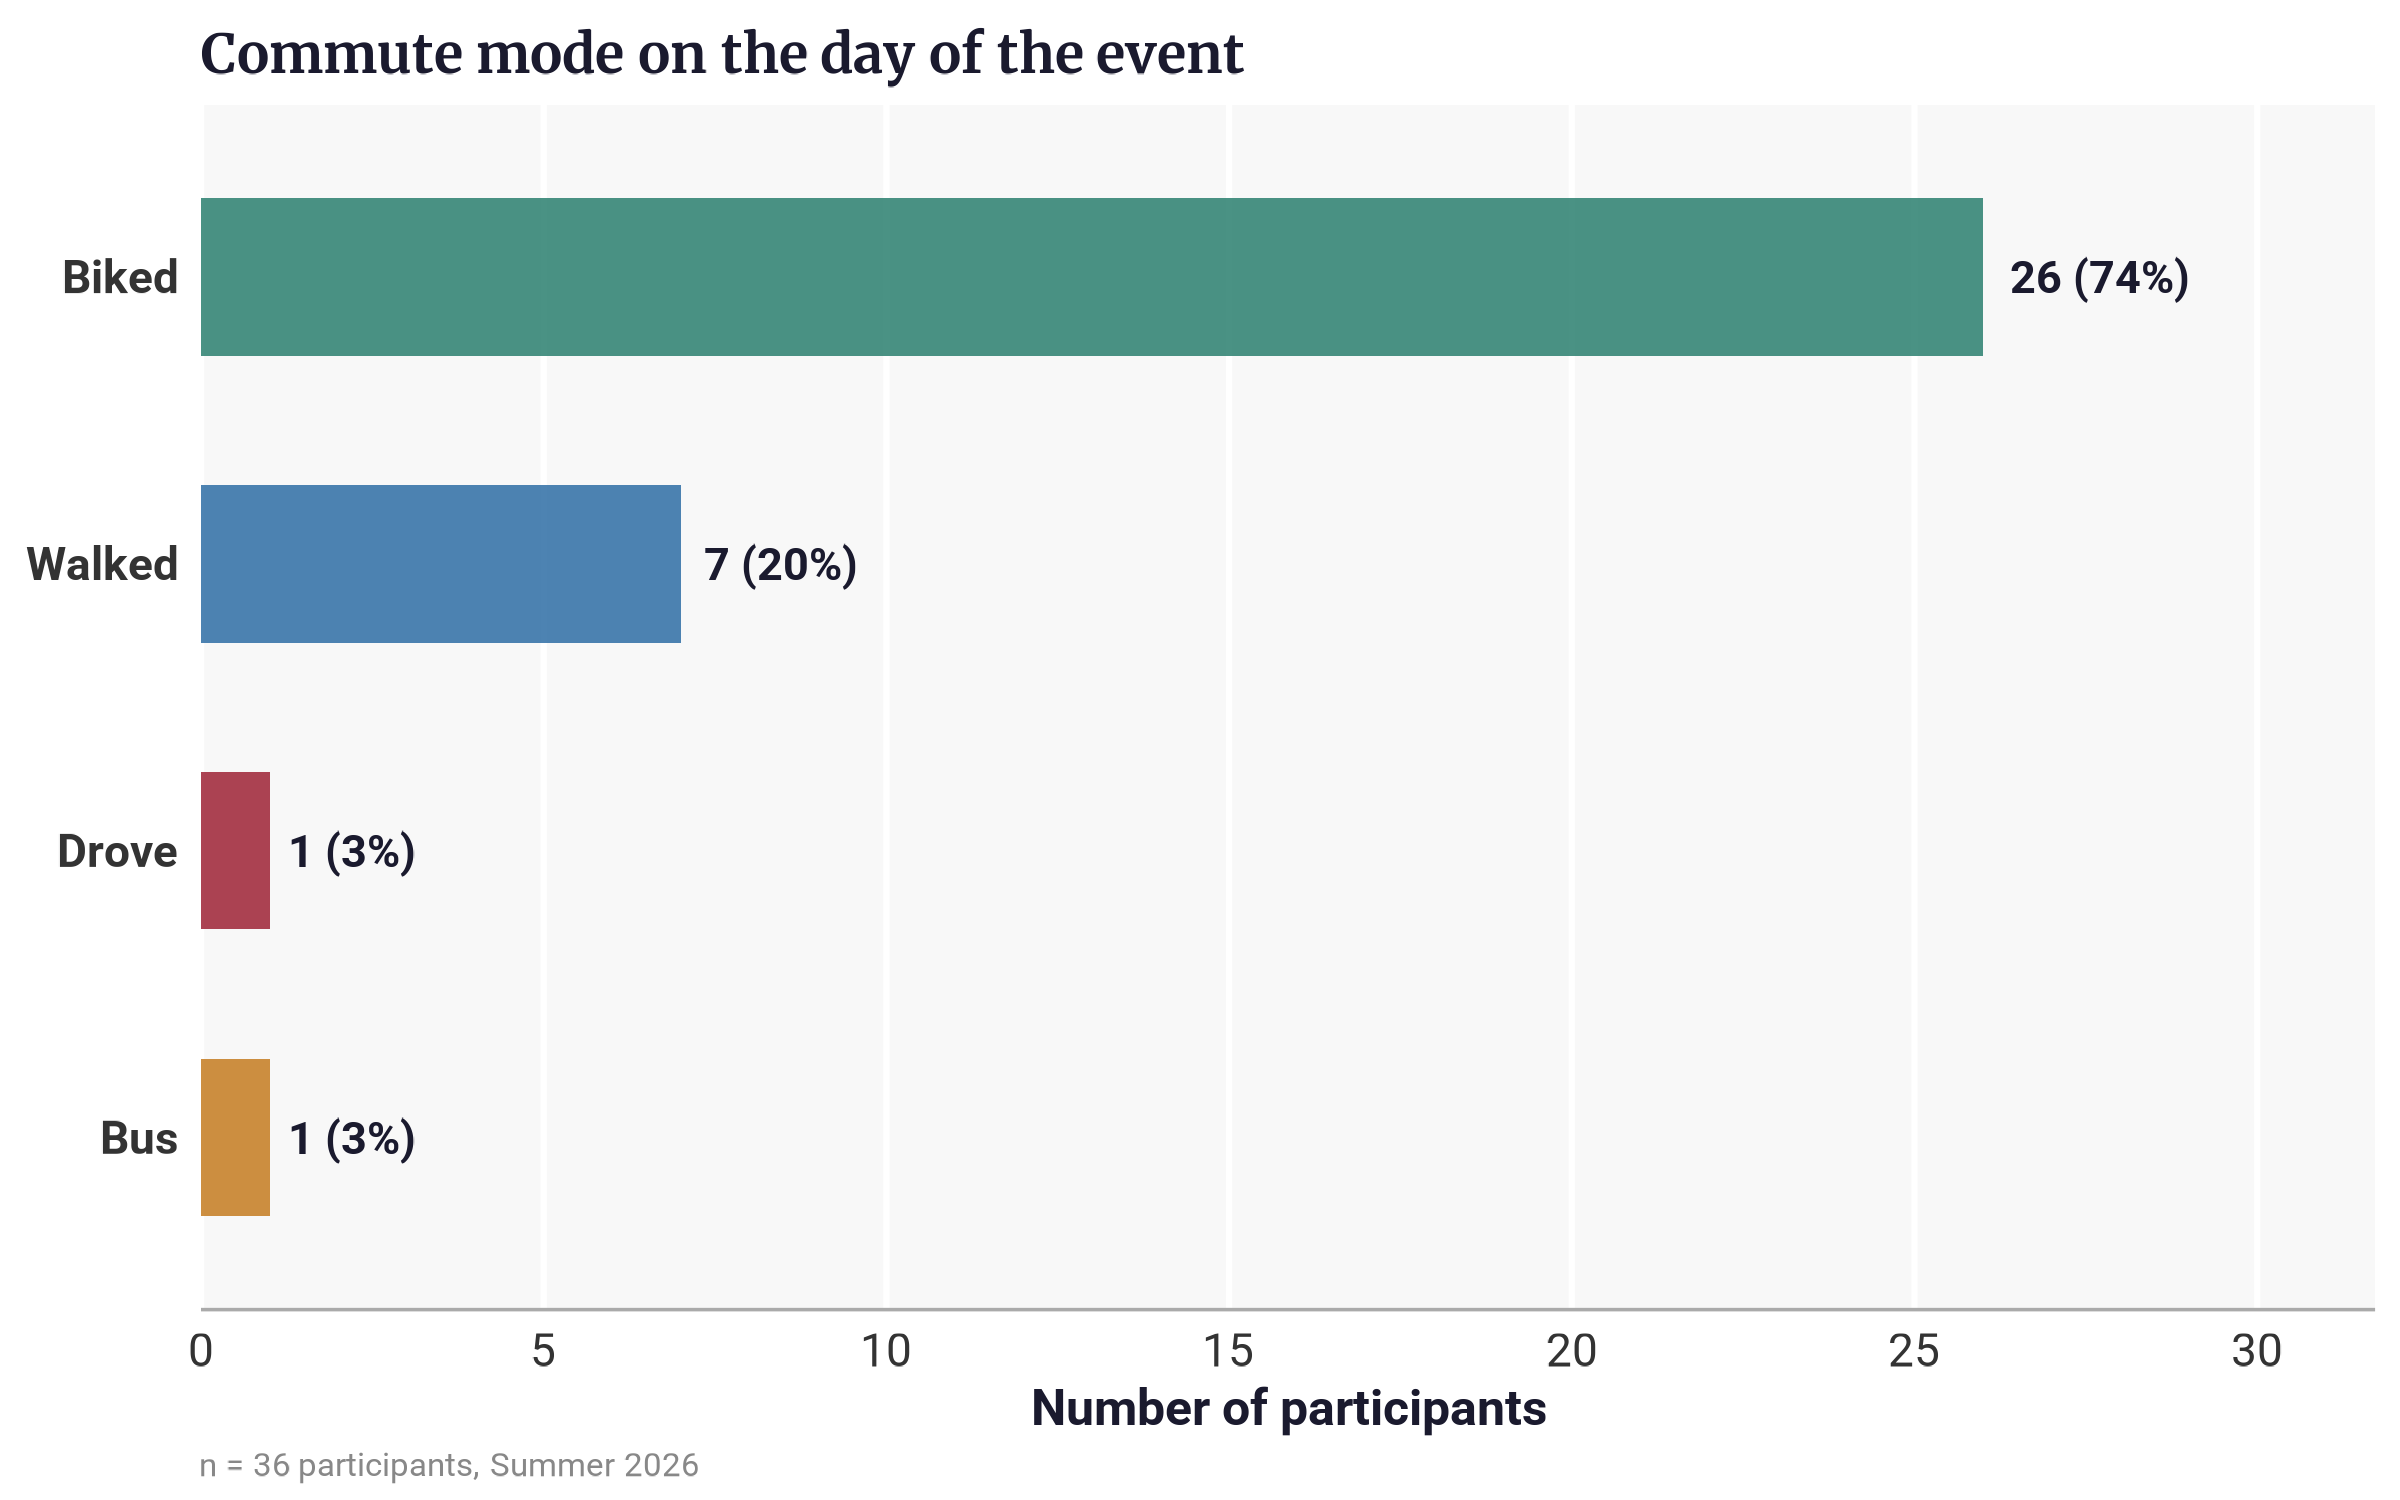 Commute mode on the day of the event
Biked
26 (74%)
Walked
7 (20%)
Drove
1 (3%)
Bus
1 (3%)
0 5 10 15 20 25 30
Number of participants
n = 36 participants, Summer 2026